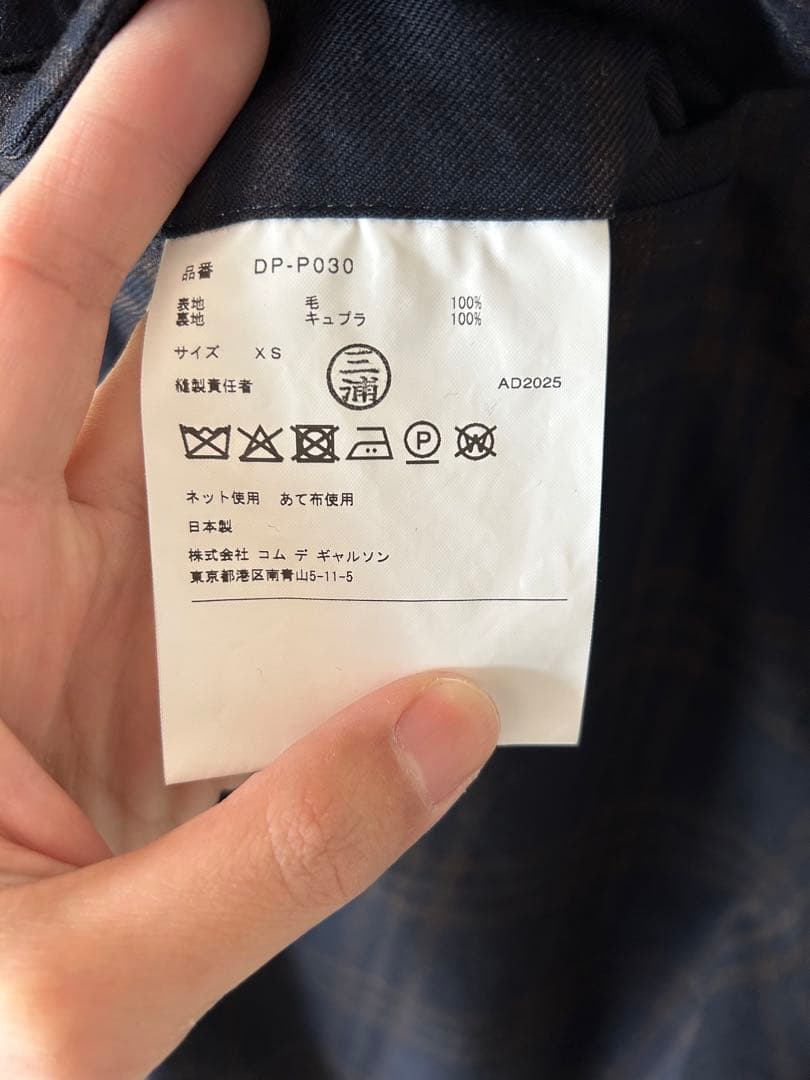 品番 DP-P030
表地 毛 100%
裏地 キュプラ 100%
サイズ XS
縫製責任者 三浦 AD2025
P W
ネット使用 あて布使用
日本製
株式会社 コム デ ギャルソン
東京都港区南青山5-11-5